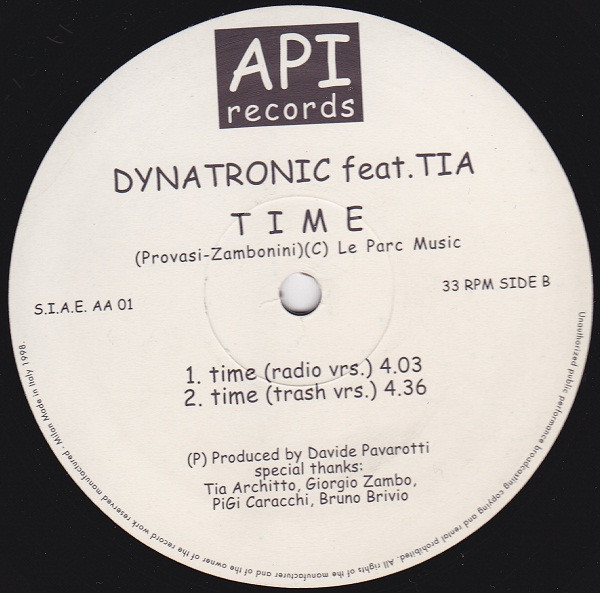 API
records
DYNATRONIC feat.TIA
T I M E
(Provasi-Zambonini)(C) Le Parc Music
S.I.A.E. AA 01
33 RPM SIDE B
1. time (radio vrs.) 4.03
2. time (trash vrs.) 4.36
(P) Produced by Davide Pavarotti
special thanks:
Tia Architto, Giorgio Zambo,
PiGi Caracchi, Bruno Brivio
Unauthorized public performance broadcasting copying and rental prohibited. All rights of the manufacturer and of the owner of the record work reserved manufactured - Milan Made in Italy 1998-